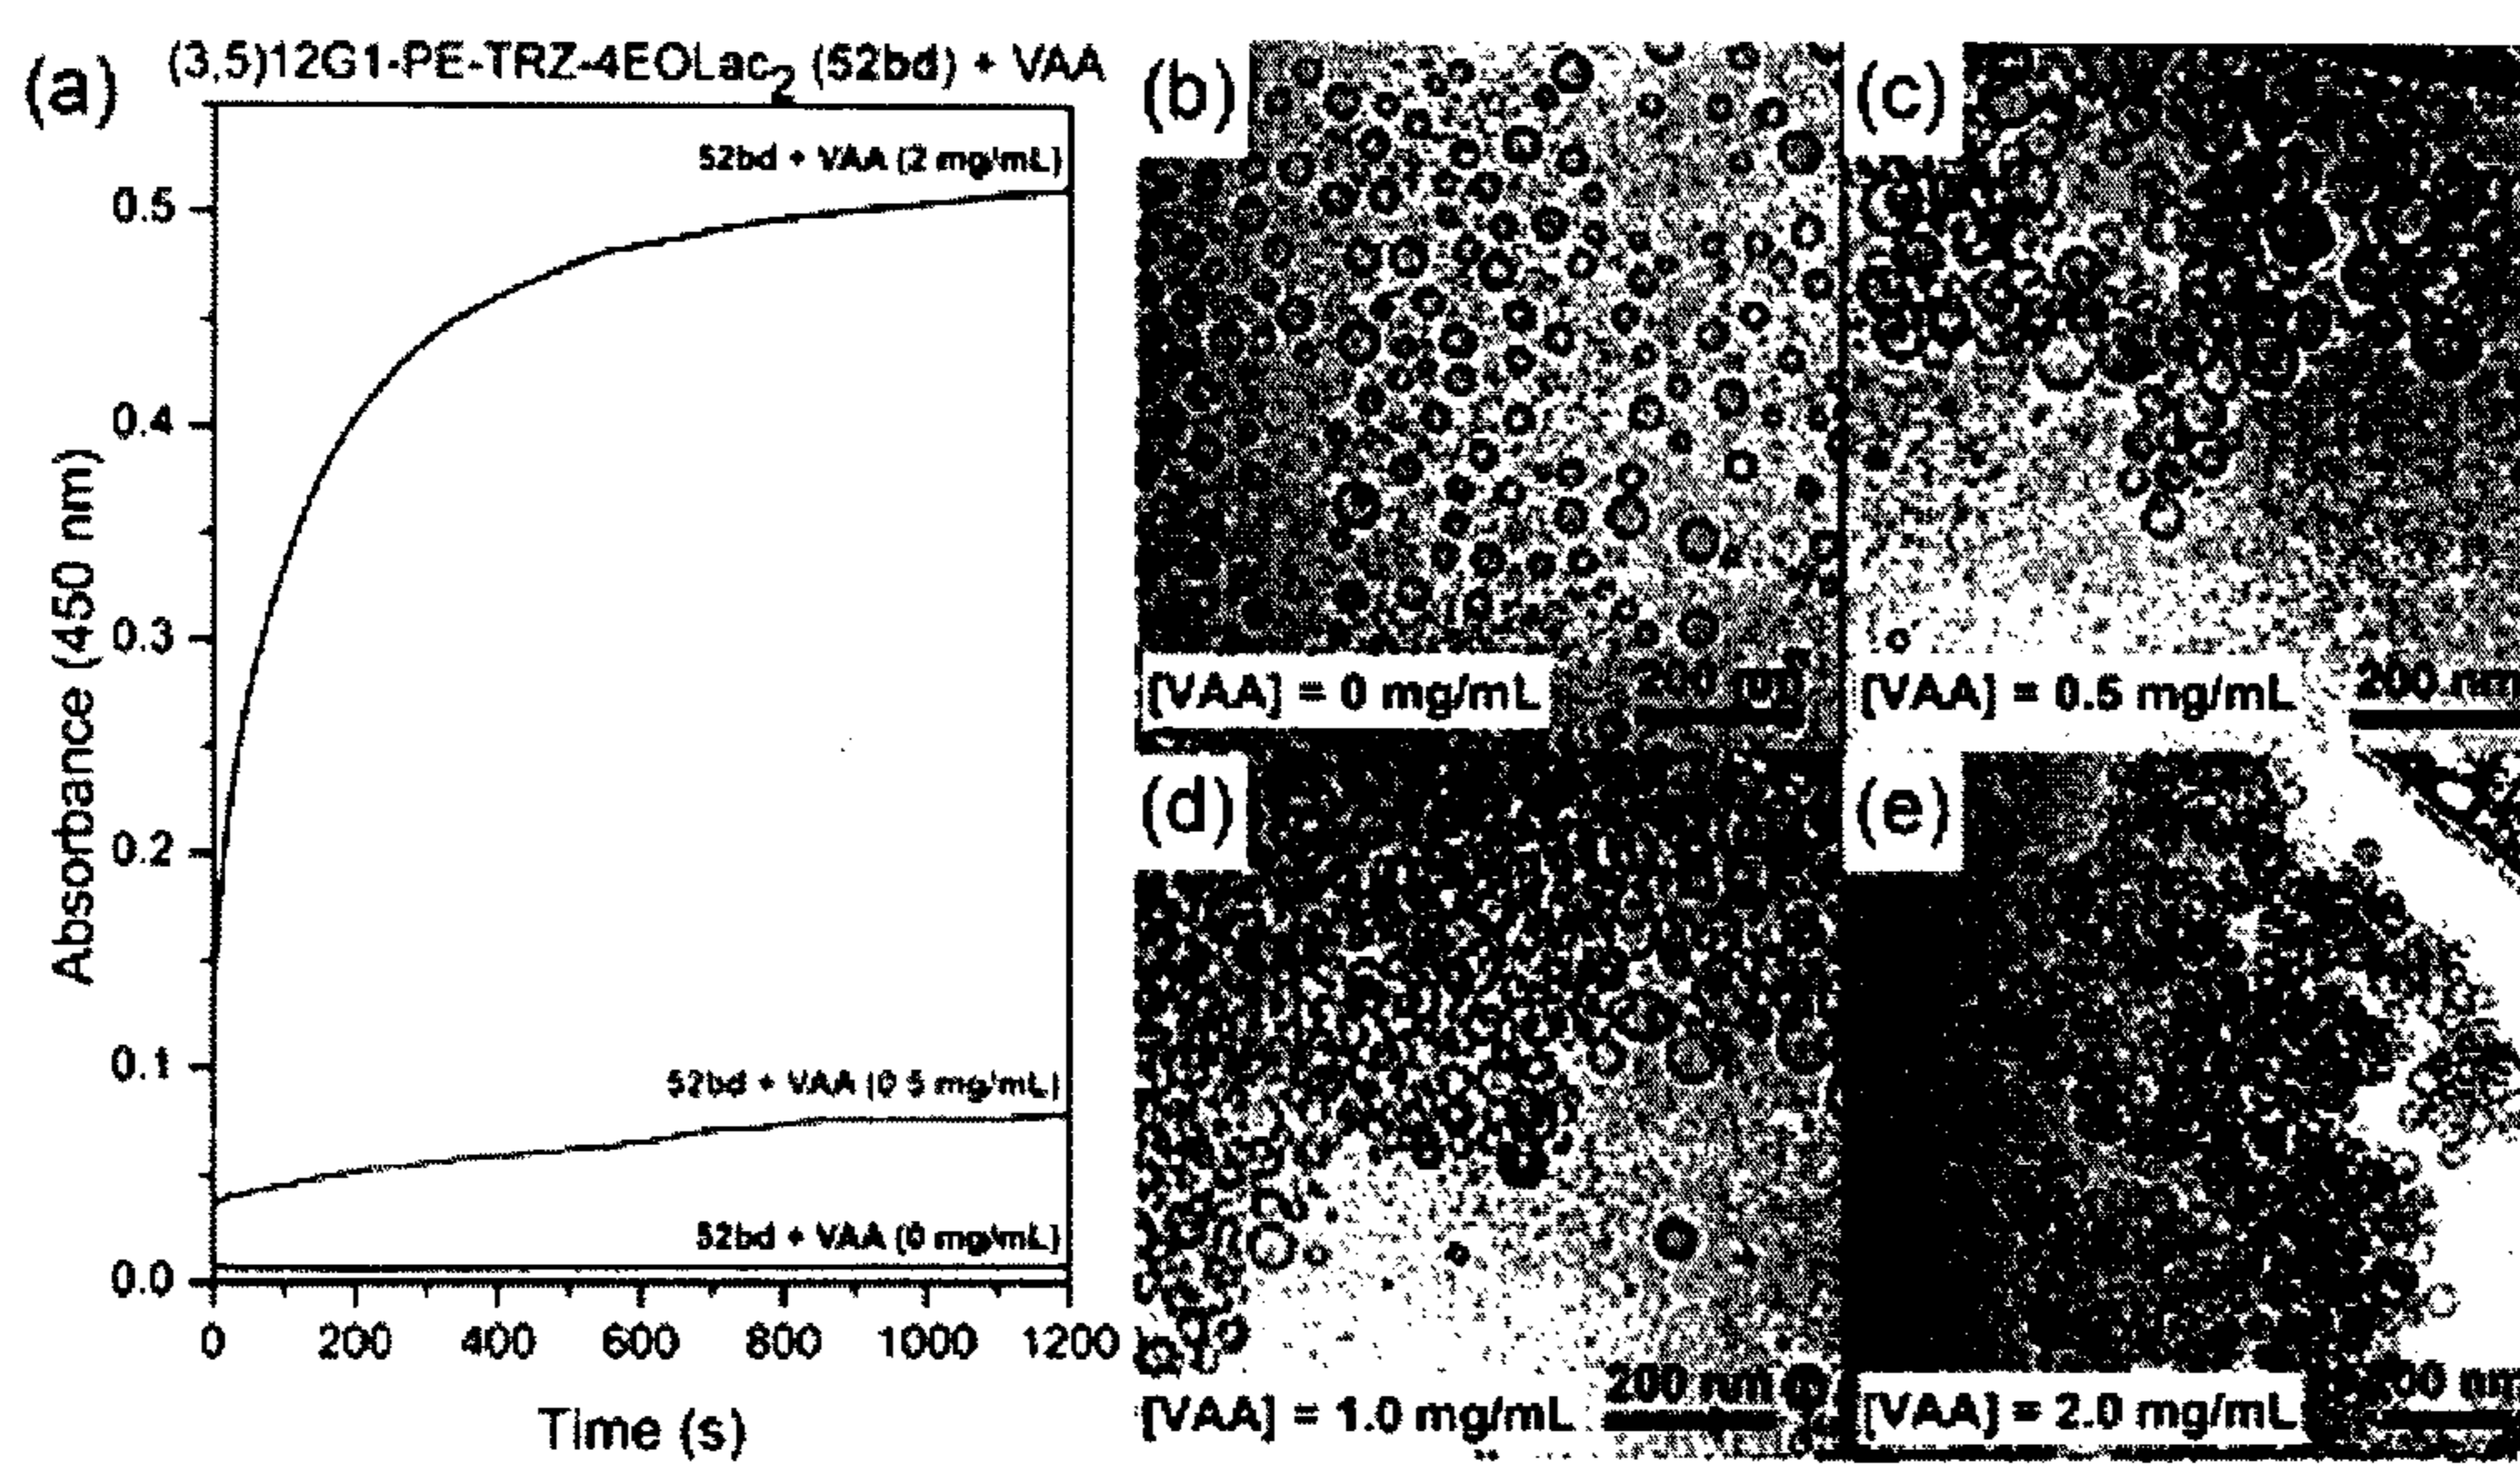 (a)
(3,5)12G1-PE-TRZ-4EOLac2 (52bd) + VAA
52bd + VAA (2 mg/mL)
52bd + VAA (0 5 mg/mL)
52bd + VAA (0 mg/mL)
Absorbance (450 nm)
0.5
0.4
0.3
0.2
0.1
0.0
0 200 400 600 800 1000 1200
Time (s)
(b)
[VAA] = 0 mg/mL
200 nm
(c)
[VAA] = 0.5 mg/mL
200 nm
(d)
[VAA] = 1.0 mg/mL
200 nm
(e)
[VAA] = 2.0 mg/mL
nm